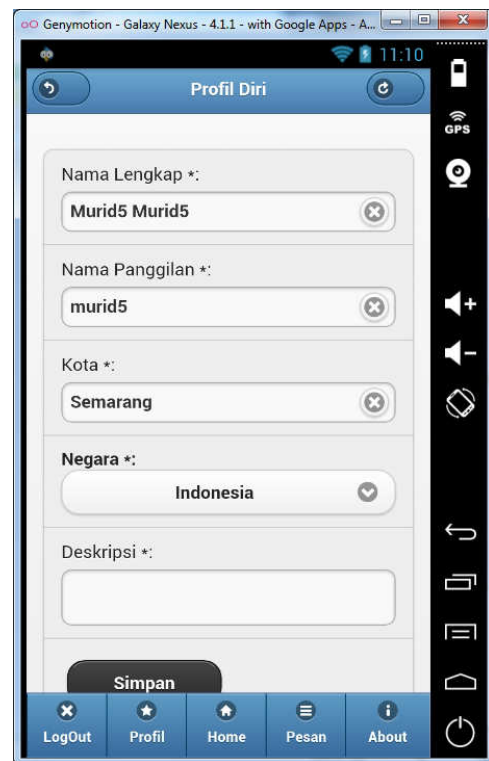 Genymotion - Galaxy Nexus - 4.1.1 - with Google Apps - A...
11:10
Profil Diri
GPS
Nama Lengkap *:
Murid5 Murid5
Nama Panggilan *:
murid5
Kota *:
Semarang
Negara *:
Indonesia
Deskripsi *:
Simpan
LogOut Profil Home Pesan About